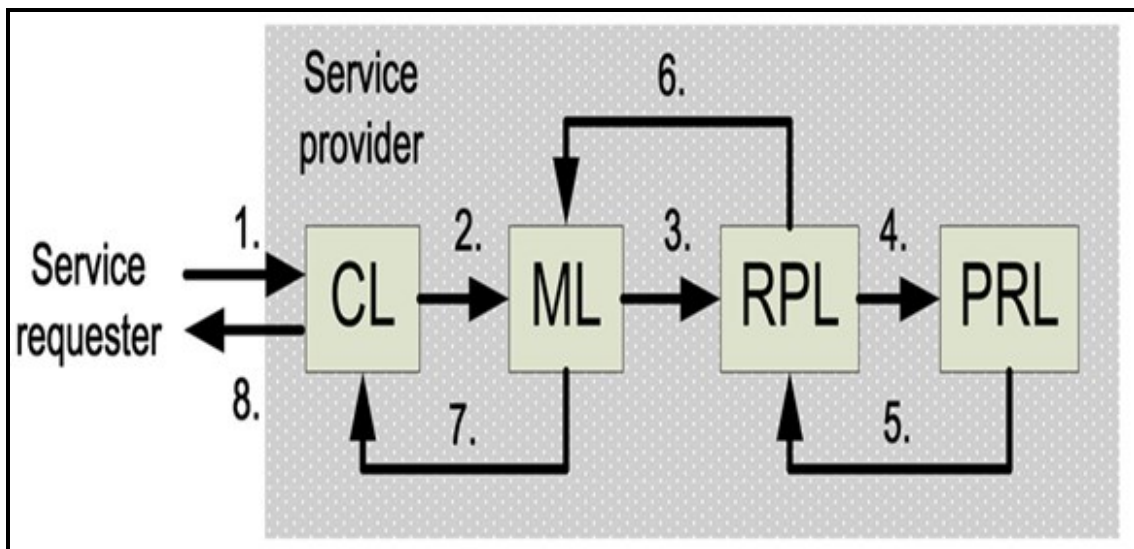 Service
provider
6.
1.
2.
3.
4.
Service
requester
CL
ML
RPL
PRL
8.
7.
5.